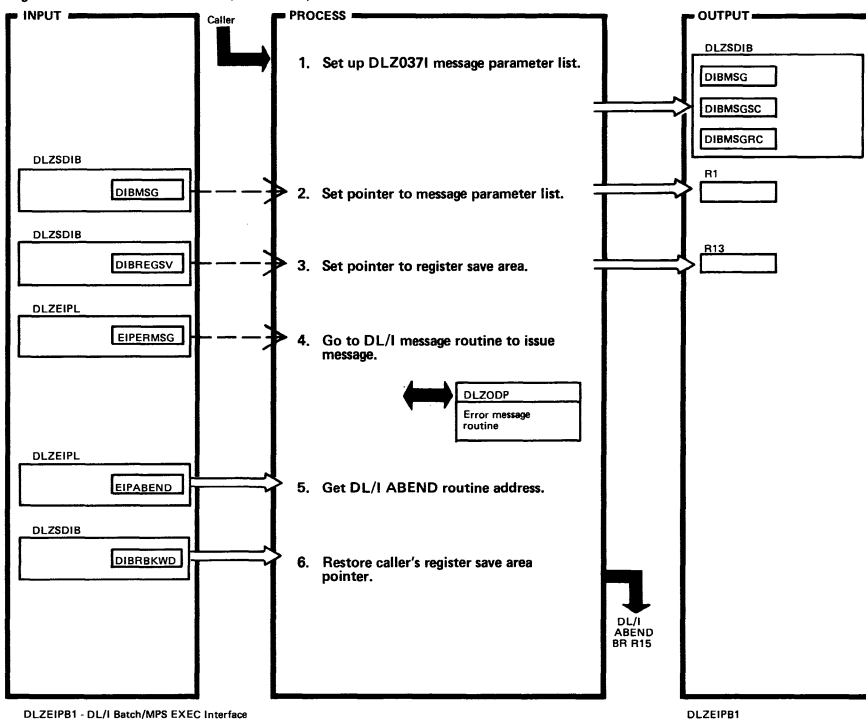 INPUT
Caller
PROCESS
OUTPUT
1. Set up DLZ037I message parameter list.
DLZSDIB
DIBMSG
DIBMSGSC
DIBMSGRC
DLZSDIB
DIBMSG
2. Set pointer to message parameter list.
R1
DLZSDIB
DIBREGSV
3. Set pointer to register save area.
R13
DLZEIPL
EIPERMSG
4. Go to DL/I message routine to issue
message.
DLZODP
Error message
routine
DLZEIPL
EIPABEND
5. Get DL/I ABEND routine address.
DLZSDIB
DIBRBKWD
6. Restore caller's register save area
pointer.
DL/I
ABEND
BR R15
DLZEIPB1 - DL/I Batch/MPS EXEC Interface
DLZEIPB1